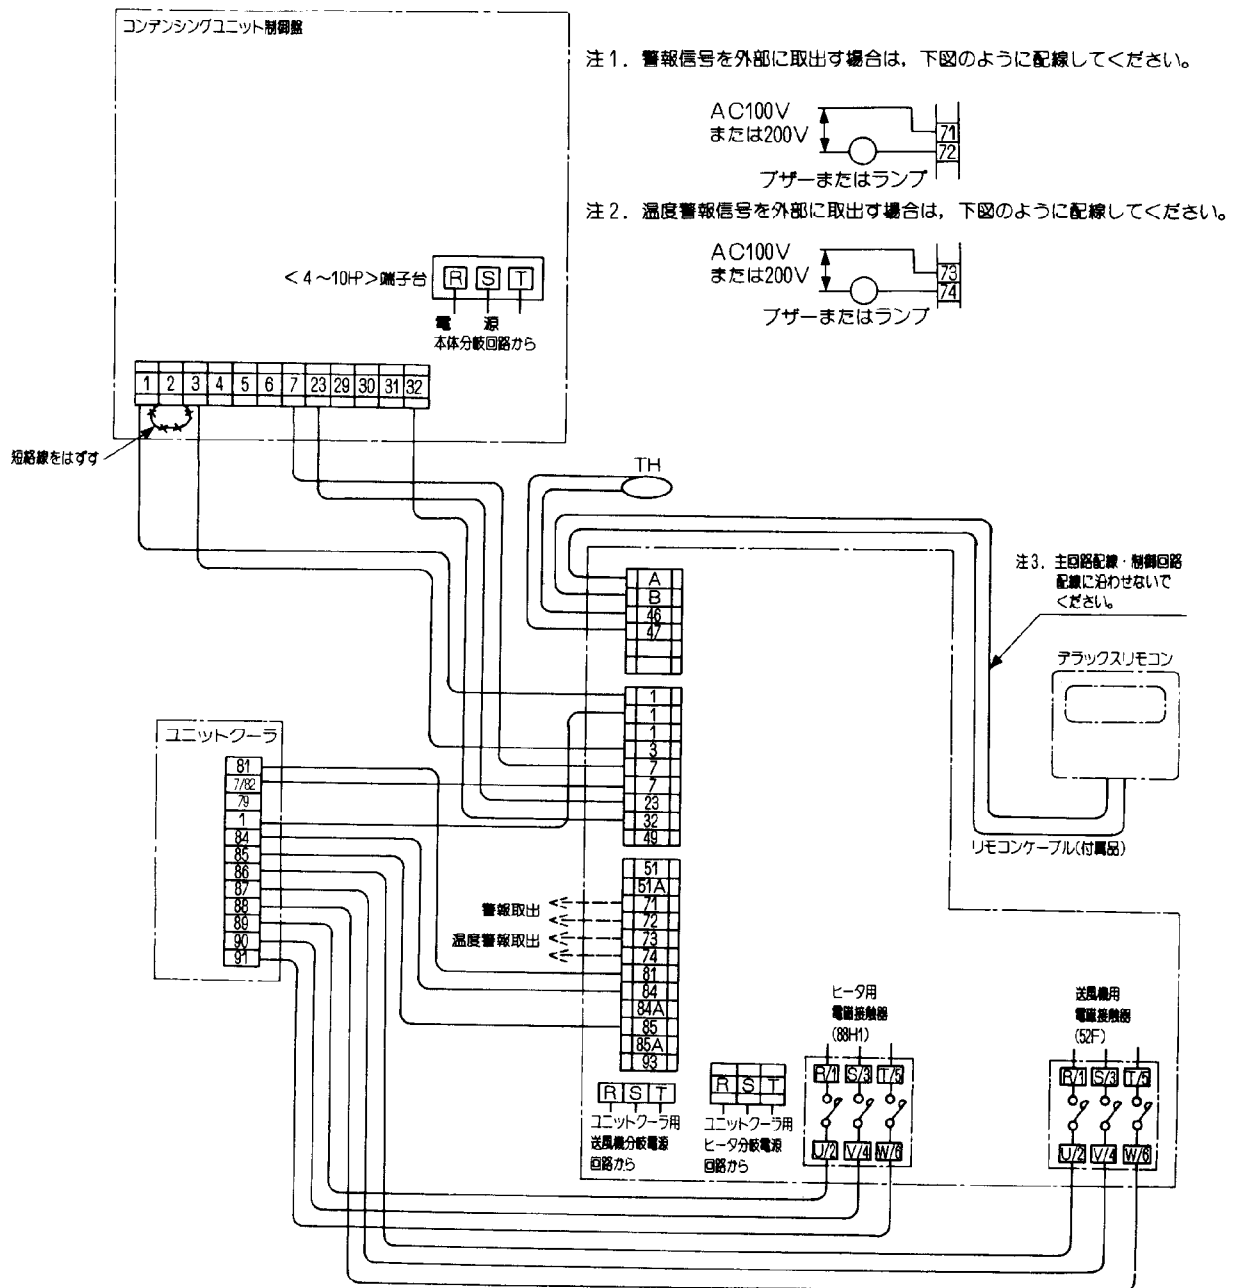 コンデンシングユニット制御盤
注1. 警報信号を外部に取出す場合は, 下図のように配線してください。
AC100V
または200V
71
72
ブザーまたはランプ
注2. 温度警報信号を外部に取出す場合は, 下図のように配線してください。
AC100V
または200V
73
74
ブザーまたはランプ
<4~10HP>端子台
R S T
電 源
本体分岐回路から
1 2 3 4 5 6 7 23 29 30 31 32
短絡線をはずす
TH
A
B
46
47
注3. 主回路配線・制御回路
配線に沿わせないで
ください。
デラックスリモコン
リモコンケーブル(付属品)
1
1
1
3
7
7
23
32
49
ユニットクーラ
81
7/82
79
1
84
85
86
87
88
89
90
91
51
51A
71
72
73
74
81
84
84A
85
85A
93
警報取出
温度警報取出
R S T
ユニットクーラ用
送風機分岐電源
回路から
R S T
ユニットクーラ用
ヒータ分岐電源
回路から
ヒータ用
電磁接触器
(88H1)
R/1 S/3 T/5
U/2 V/4 W/6
送風機用
電磁接触器
(52F)
R/1 S/3 T/5
U/2 V/4 W/6